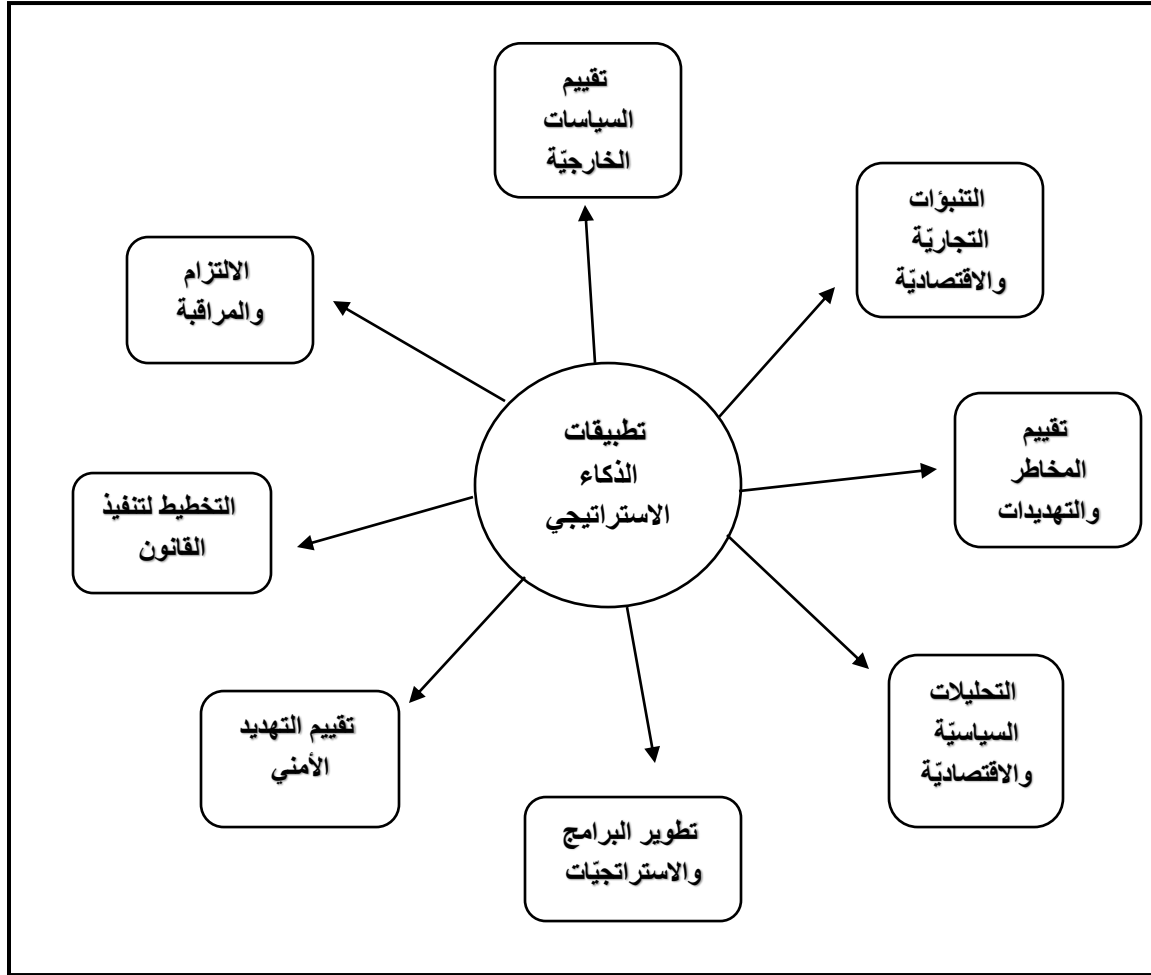 تقييم
السياسات
الخارجيّة
التنبؤات
التجاريّة
والاقتصاديّة
الالتزام
والمراقبة
تطبيقات
الذكاء
الاستراتيجي
تقييم
المخاطر
والتهديدات
التخطيط لتنفيذ
القانون
التحليلات
السياسيّة
والاقتصاديّة
تقييم التهديد
الأمني
تطوير البرامج
والاستراتجيّات